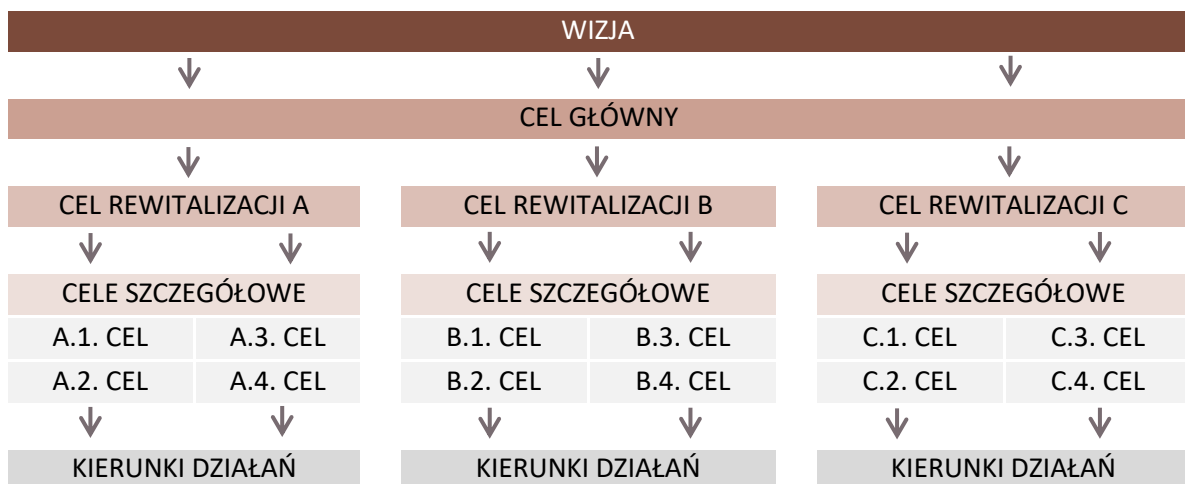 WIZJA
CEL GŁÓWNY
CEL REWITALIZACJI A
CEL REWITALIZACJI B
CEL REWITALIZACJI C
CELE SZCZEGÓŁOWE
CELE SZCZEGÓŁOWE
CELE SZCZEGÓŁOWE
A.1. CEL
A.3. CEL
B.1. CEL
B.3. CEL
C.1. CEL
C.3. CEL
A.2. CEL
A.4. CEL
B.2. CEL
B.4. CEL
C.2. CEL
C.4. CEL
KIERUNKI DZIAŁAŃ
KIERUNKI DZIAŁAŃ
KIERUNKI DZIAŁAŃ